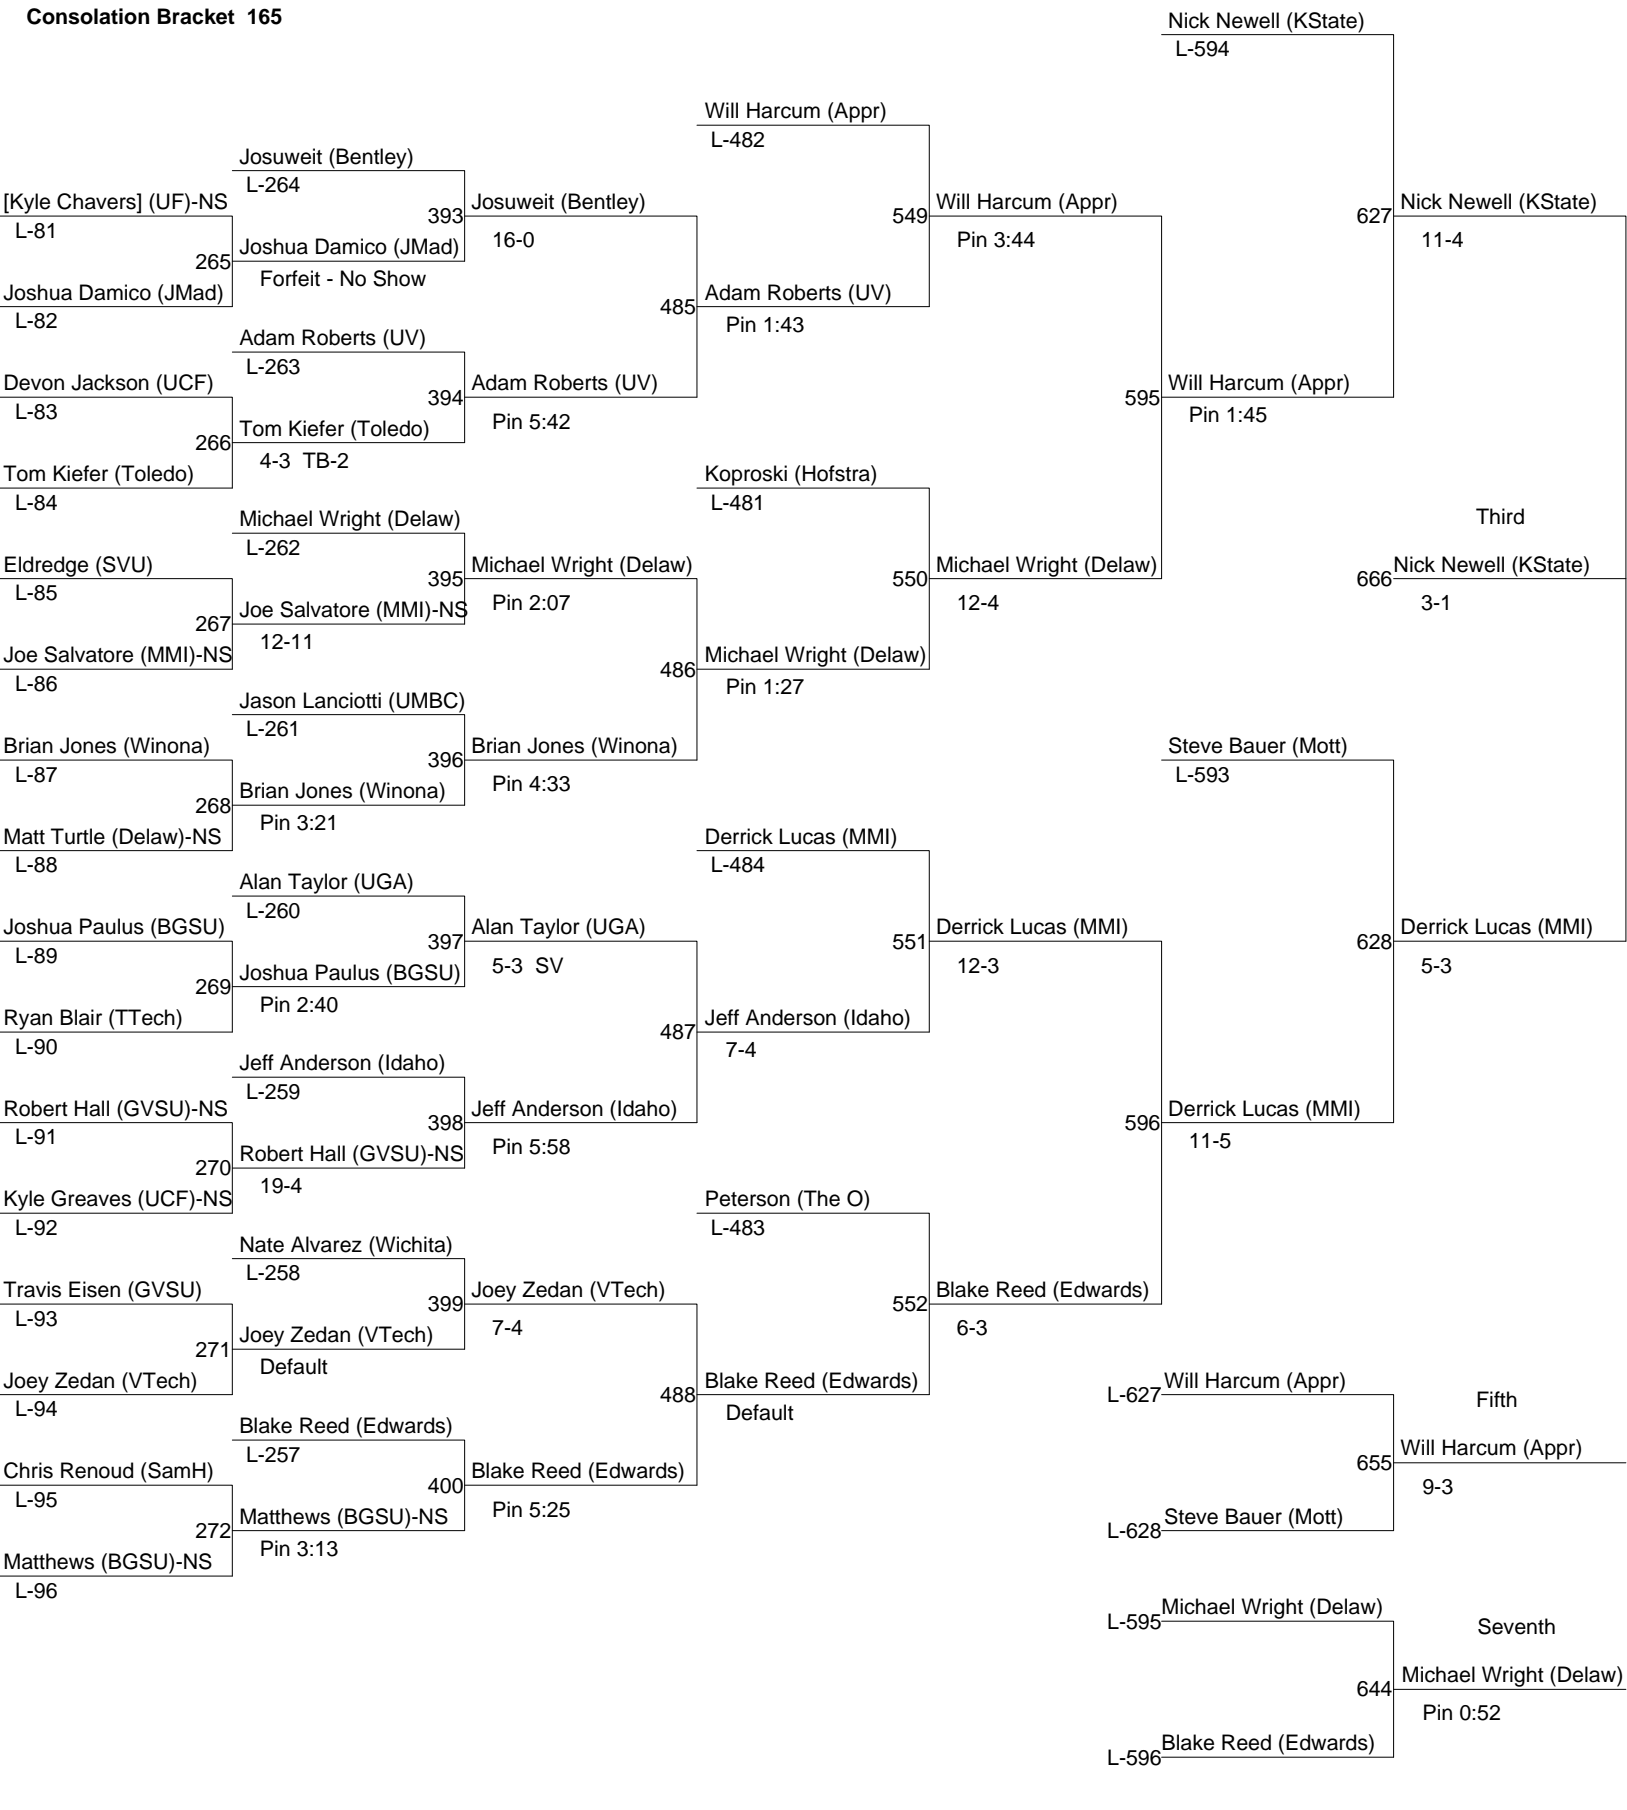 Consolation Bracket 165
[Kyle Chavers] (UF)-NS
L-81
265
Joshua Damico (JMad)
L-82
Devon Jackson (UCF)
L-83
266
Tom Kiefer (Toledo)
L-84
Eldredge (SVU)
L-85
267
Joe Salvatore (MMI)-NS
L-86
Brian Jones (Winona)
L-87
268
Matt Turtle (Delaw)-NS
L-88
Joshua Paulus (BGSU)
L-89
269
Ryan Blair (TTech)
L-90
Robert Hall (GVSU)-NS
L-91
270
Kyle Greaves (UCF)-NS
L-92
Travis Eisen (GVSU)
L-93
271
Joey Zedan (VTech)
L-94
Chris Renoud (SamH)
L-95
272
Matthews (BGSU)-NS
L-96
Josuweit (Bentley)
L-264
393
Joshua Damico (JMad)
Forfeit - No Show
Adam Roberts (UV)
L-263
394
Tom Kiefer (Toledo)
4-3 TB-2
Michael Wright (Delaw)
L-262
395
Joe Salvatore (MMI)-NS
12-11
Jason Lanciotti (UMBC)
L-261
396
Brian Jones (Winona)
Pin 3:21
Alan Taylor (UGA)
L-260
397
Joshua Paulus (BGSU)
Pin 2:40
Jeff Anderson (Idaho)
L-259
398
Robert Hall (GVSU)-NS
19-4
Nate Alvarez (Wichita)
L-258
399
Joey Zedan (VTech)
Default
Blake Reed (Edwards)
L-257
400
Matthews (BGSU)-NS
Pin 3:13
Josuweit (Bentley)
16-0
485
Adam Roberts (UV)
Pin 5:42
Michael Wright (Delaw)
Pin 2:07
486
Brian Jones (Winona)
Pin 4:33
Alan Taylor (UGA)
5-3 SV
487
Jeff Anderson (Idaho)
Pin 5:58
Joey Zedan (VTech)
7-4
488
Blake Reed (Edwards)
Pin 5:25
Will Harcum (Appr)
L-482
549
Adam Roberts (UV)
Pin 1:43
Koproski (Hofstra)
L-481
550
Michael Wright (Delaw)
Pin 1:27
Derrick Lucas (MMI)
L-484
551
Jeff Anderson (Idaho)
7-4
Peterson (The O)
L-483
552
Blake Reed (Edwards)
Default
Will Harcum (Appr)
Pin 3:44
595
Michael Wright (Delaw)
12-4
Derrick Lucas (MMI)
12-3
596
Blake Reed (Edwards)
6-3
Nick Newell (KState)
L-594
627
Will Harcum (Appr)
Pin 1:45
Steve Bauer (Mott)
L-593
628
Derrick Lucas (MMI)
11-5
Nick Newell (KState)
11-4
Third
666
Nick Newell (KState)
3-1
Derrick Lucas (MMI)
5-3
L-627
Will Harcum (Appr)
Fifth
655
Will Harcum (Appr)
9-3
L-628
Steve Bauer (Mott)
L-595
Michael Wright (Delaw)
Seventh
644
Michael Wright (Delaw)
Pin 0:52
L-596
Blake Reed (Edwards)